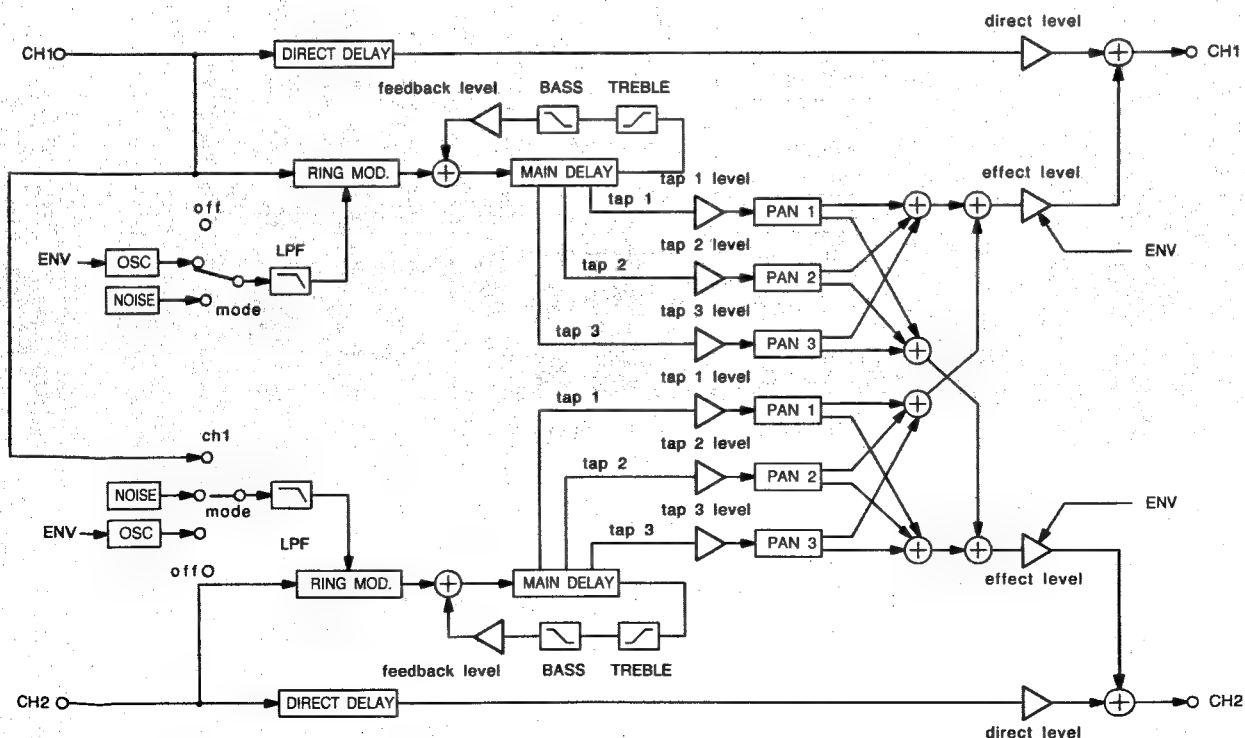 direct level
CH1
DIRECT DELAY
CH1
feedback level
BASS
TREBLE
RING MOD.
MAIN DELAY
tap 1 level
effect level
tap 1
PAN 1
off
ENV
OSC
LPF
tap 2 level
ENV
tap 2
PAN 2
NOISE
mode
tap 3 level
tap 3
PAN 3
tap 1 level
tap 1
PAN 1
ch1
tap 2 level
tap 2
PAN 2
NOISE
mode
tap 3 level
ENV
ENV
OSC
LPF
tap 3
PAN 3
off
RING MOD.
MAIN DELAY
effect level
feedback level
BASS
TREBLE
CH2
DIRECT DELAY
CH2
direct level